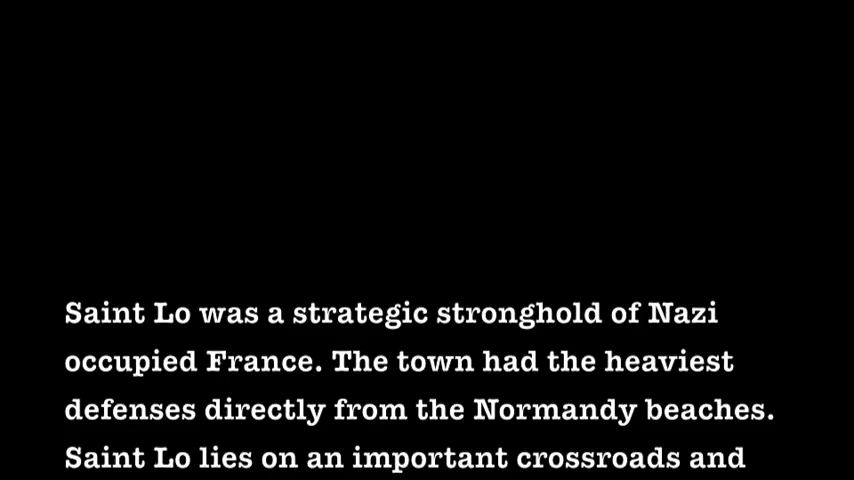 Saint Lo was a strategic stronghold of Nazi
occupied France. The town had the heaviest
defenses directly from the Normandy beaches.
Saint Lo lies on an important crossroads and